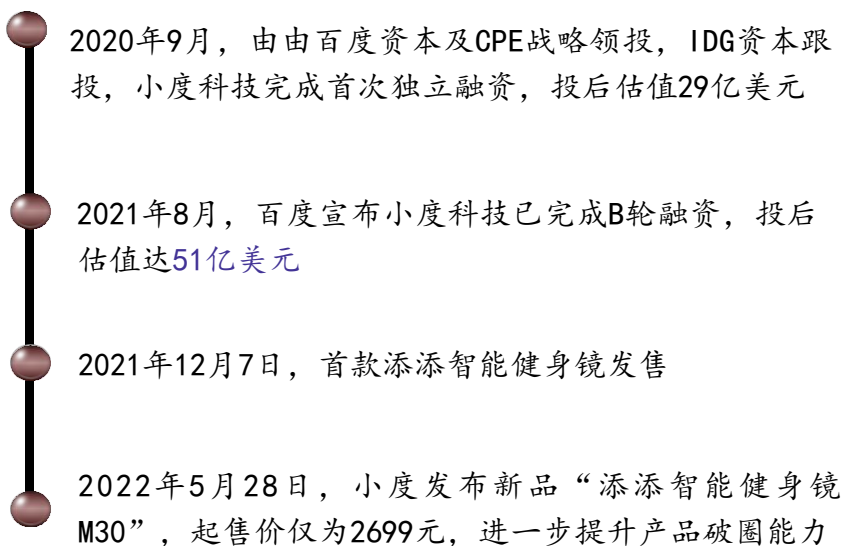 2020年9月，由由百度资本及CPE战略领投，IDG资本跟
投，小度科技完成首次独立融资，投后估值29亿美元
2021年8月，百度宣布小度科技已完成B轮融资，投后
估值达51亿美元
2021年12月7日，首款添添智能健身镜发售
2022年5月28日，小度发布新品“添添智能健身镜
M30”，起售价仅为2699元，进一步提升产品破圈能力